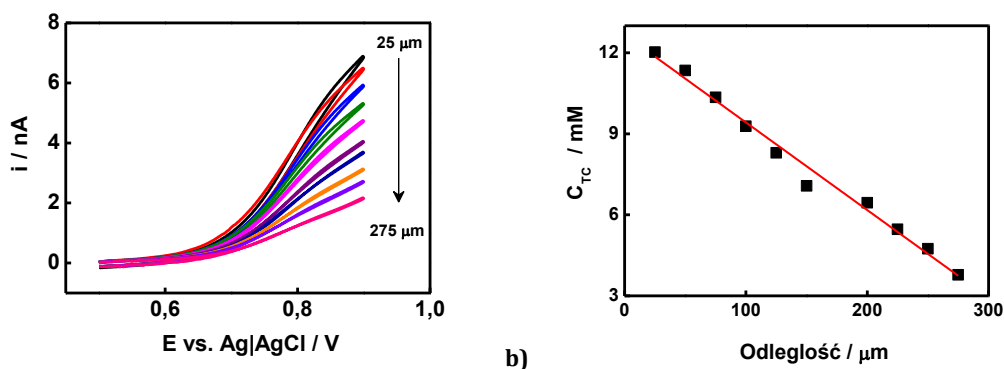 8
6
4
2
0
i / nA
25 μm
275 μm
0,6
0,8
1,0
E vs. Ag|AgCl / V
b)
12
9
6
3
C_TC / mM
0
100
200
300
Odleglość / μm